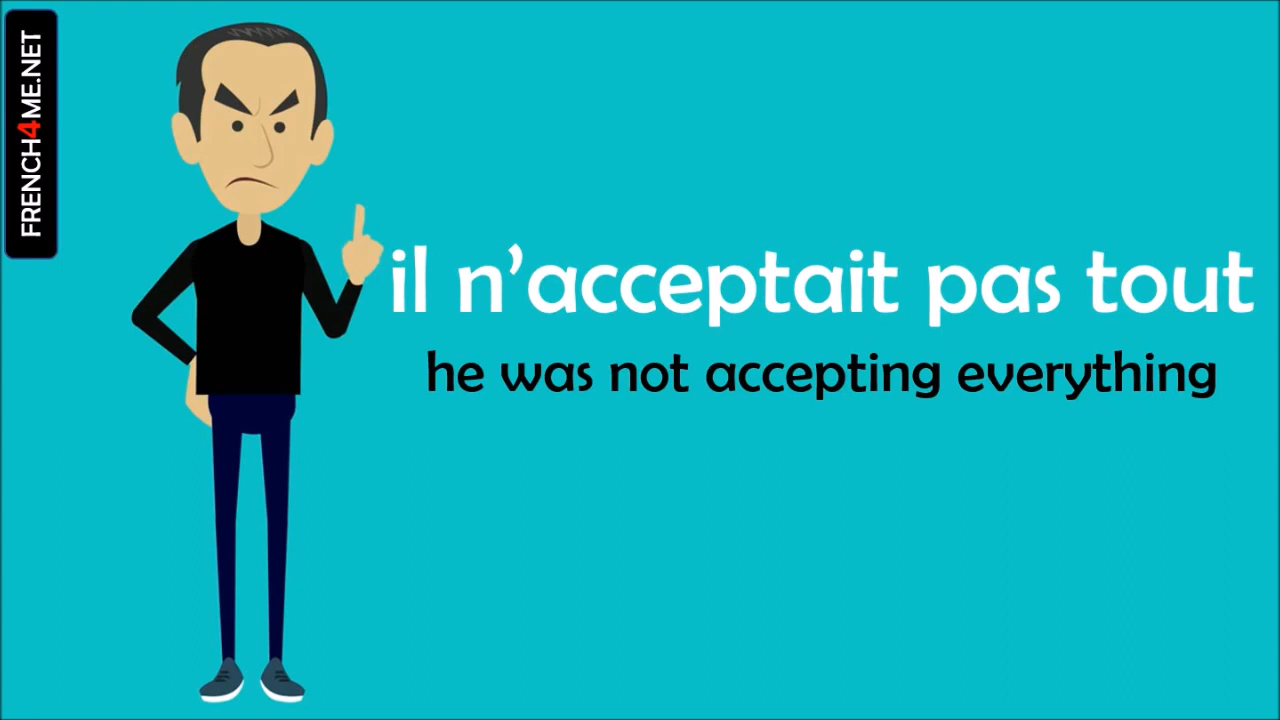 FRENCH4ME.NET
il n’acceptait pas tout
he was not accepting everything